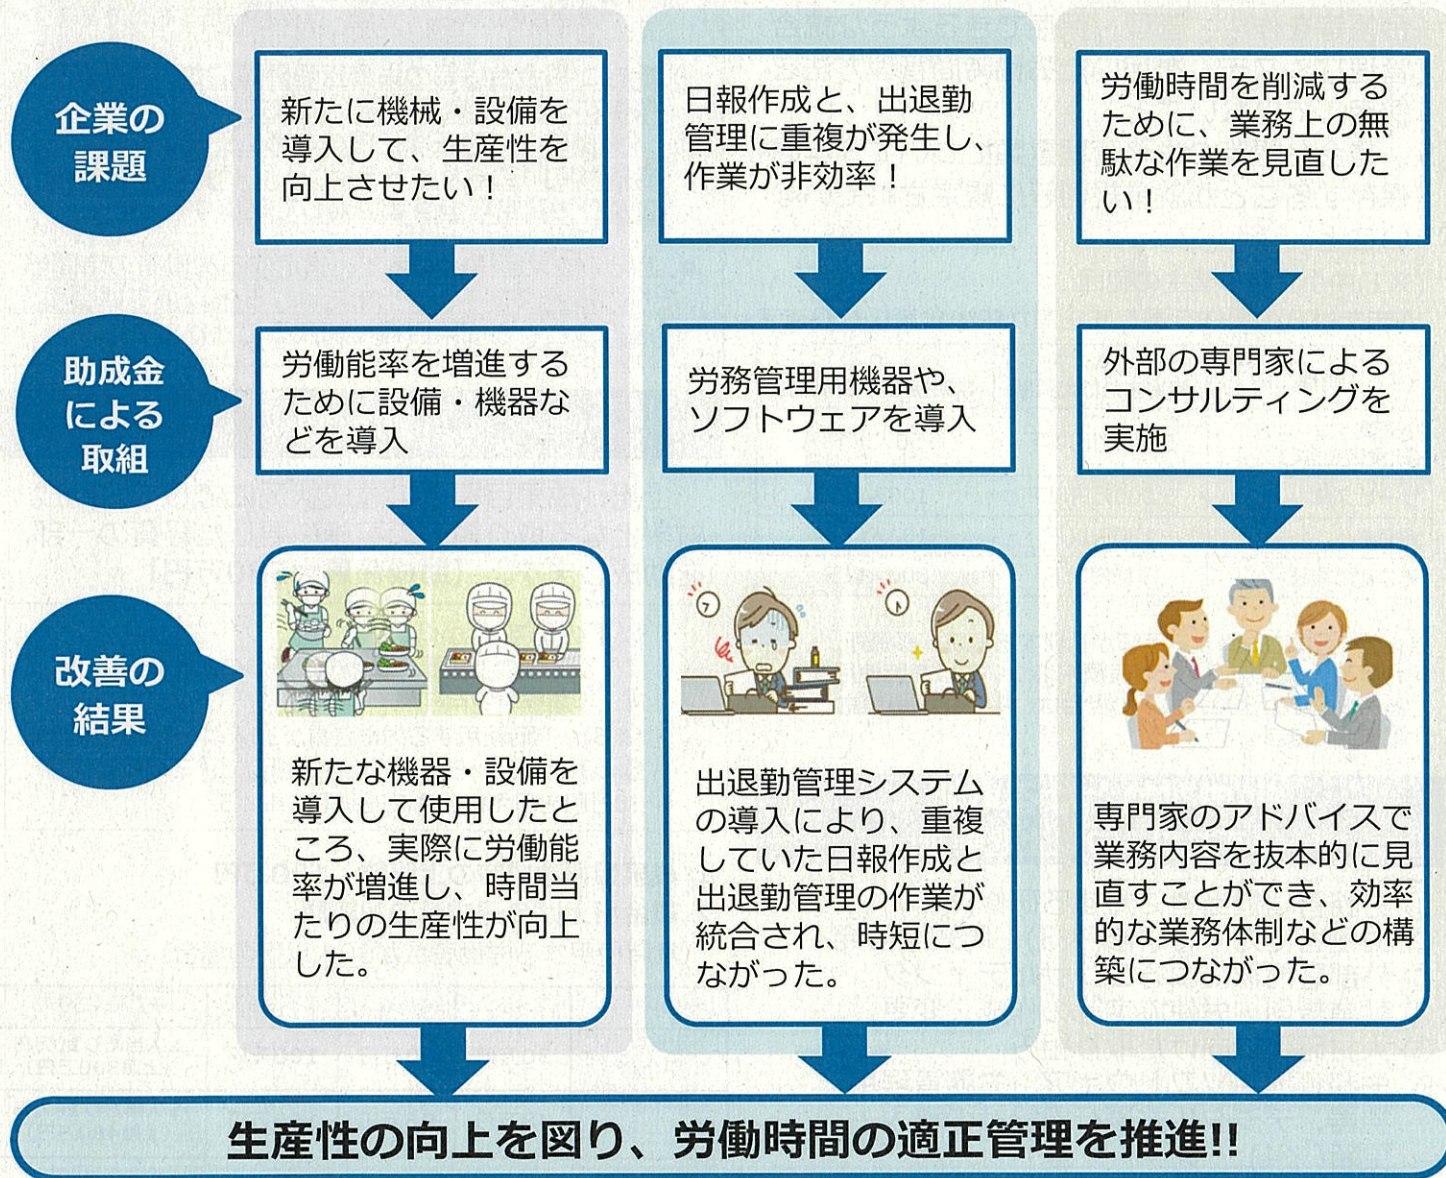 企業の
課題
新たに機械・設備を
導入して、生産性を
向上させたい！
日報作成と、出退勤
管理に重複が発生し、
作業が非効率！
労働時間を削減する
ために、業務上の無
駄な作業を見直した
い！
助成金
による
取組
労働能率を増進する
ために設備・機器な
どを導入
労務管理用機器や、
ソフトウェアを導入
外部の専門家による
コンサルティングを
実施
改善の
結果
新たな機器・設備を
導入して使用したと
ころ、実際に労働能
率が増進し、時間当
たりの生産性が向上
した。
出退勤管理システム
の導入により、重複
していた日報作成と
出退勤管理の作業が
統合され、時短につ
ながった。
専門家のアドバイスで
業務内容を抜本的に見
直すことができ、効率
的な業務体制などの構
築につながった。
生産性の向上を図り、労働時間の適正管理を推進!!